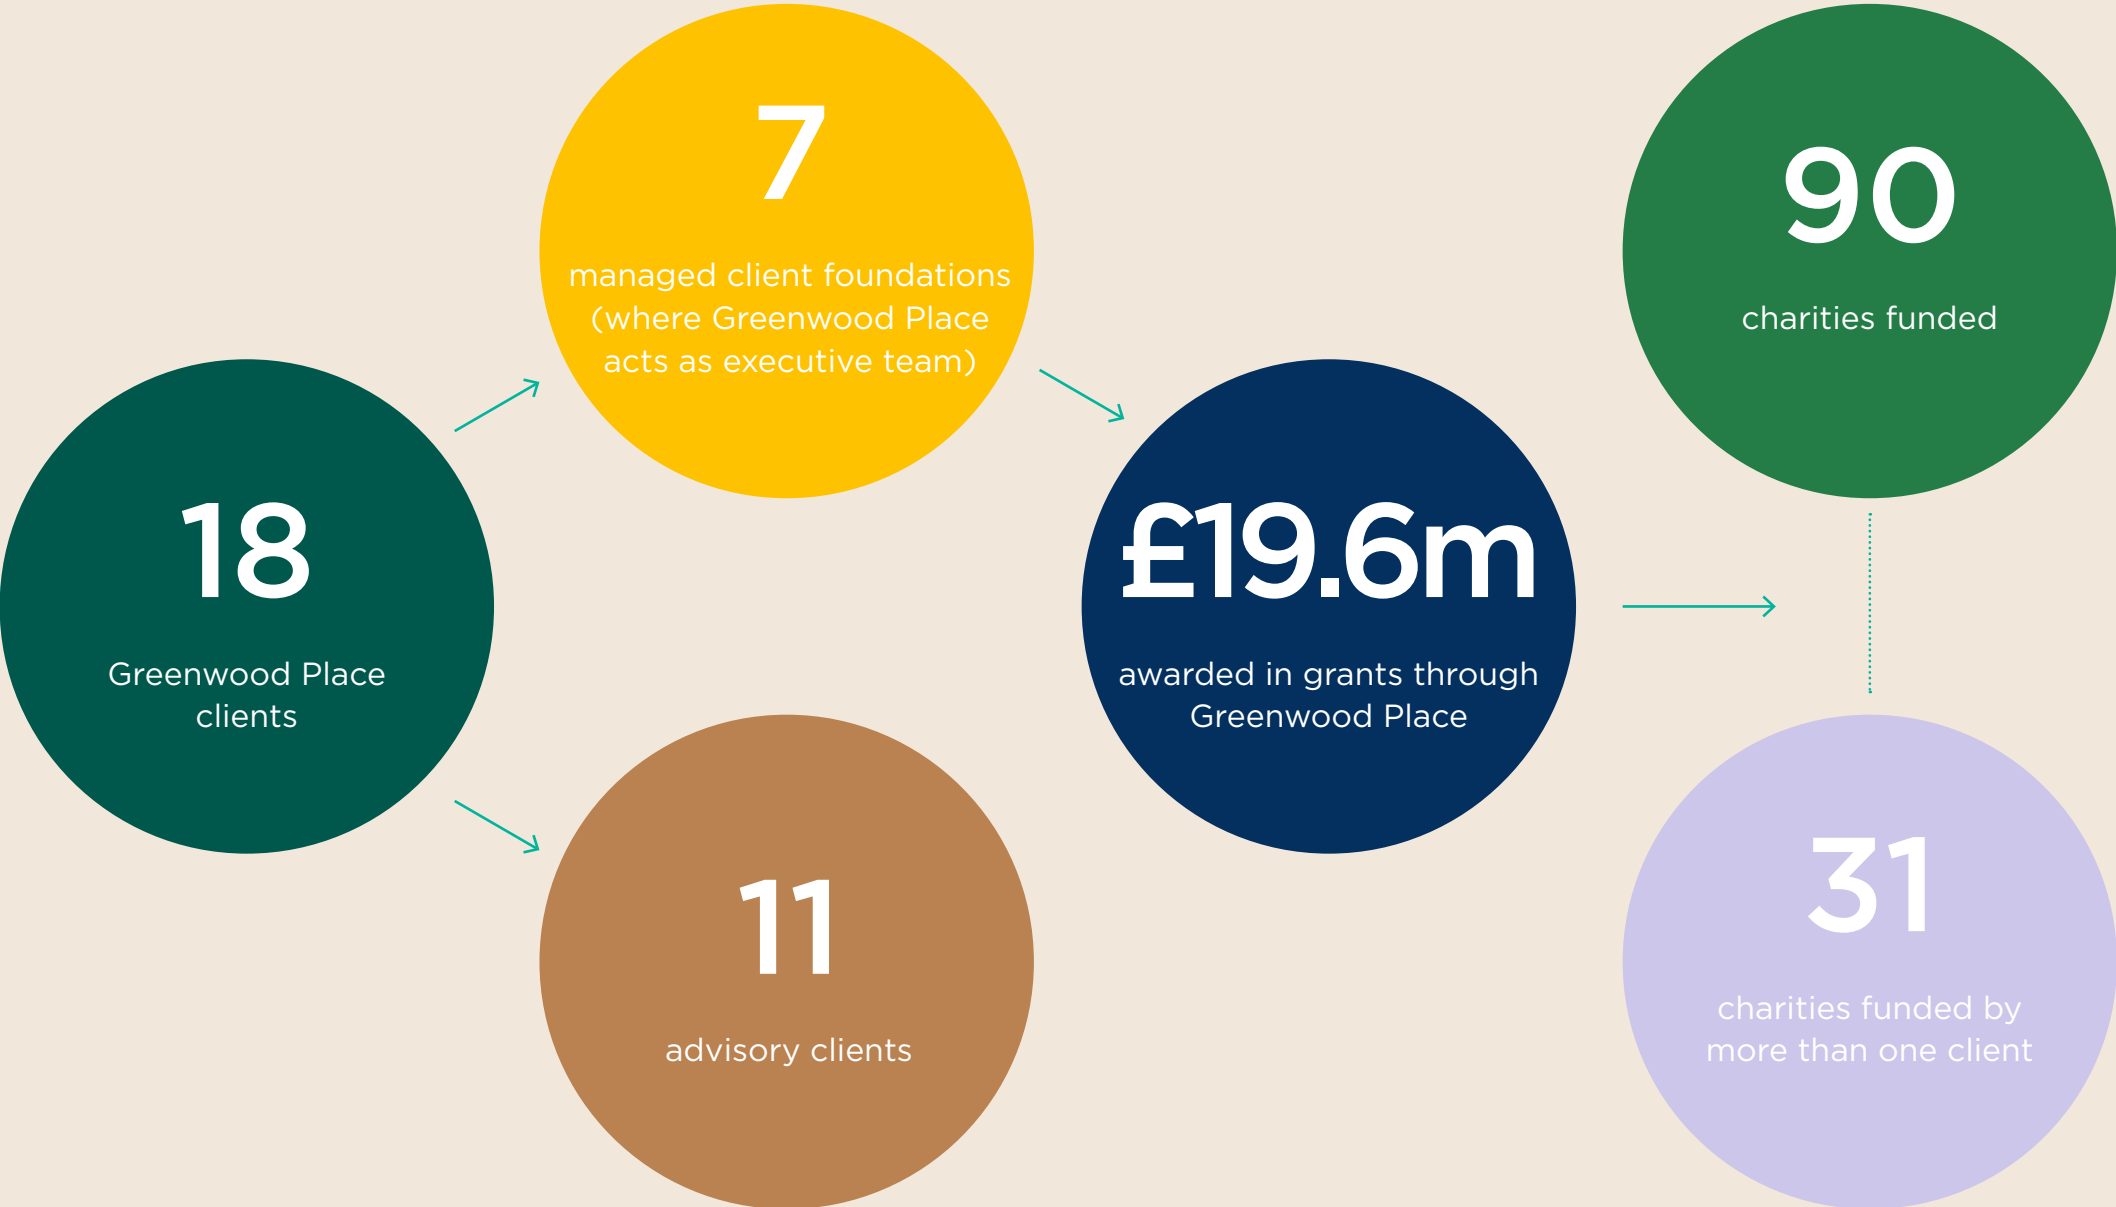 18
Greenwood Place
clients
7
managed client foundations
(where Greenwood Place
acts as executive team)
11
advisory clients
£19.6m
awarded in grants through
Greenwood Place
90
charities funded
31
charities funded by
more than one client